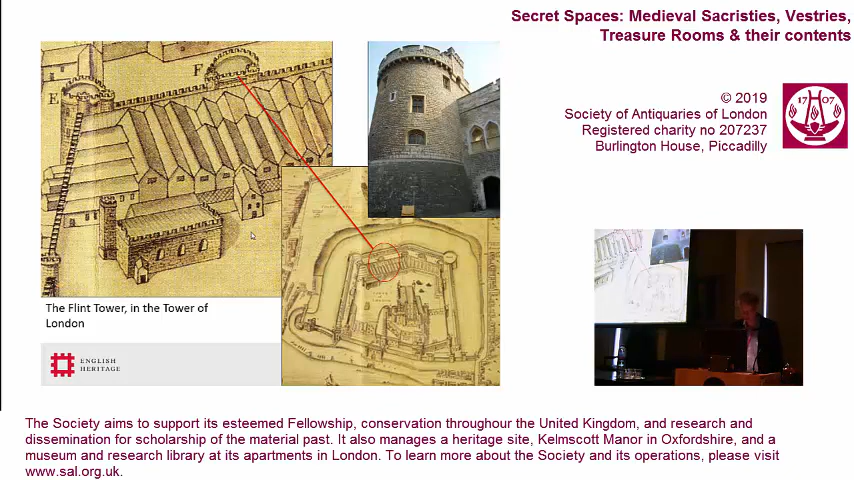 Secret Spaces: Medieval Sacristies, Vestries,
Treasure Rooms & their contents
© 2019
Society of Antiquaries of London
Registered charity no 207237
Burlington House, Piccadilly
17 07
E
F
The Flint Tower, in the Tower of
London
ENGLISH
HERITAGE
The Society aims to support its esteemed Fellowship, conservation throughour the United Kingdom, and research and
dissemination for scholarship of the material past. It also manages a heritage site, Kelmscott Manor in Oxfordshire, and a
museum and research library at its apartments in London. To learn more about the Society and its operations, please visit
www.sal.org.uk.